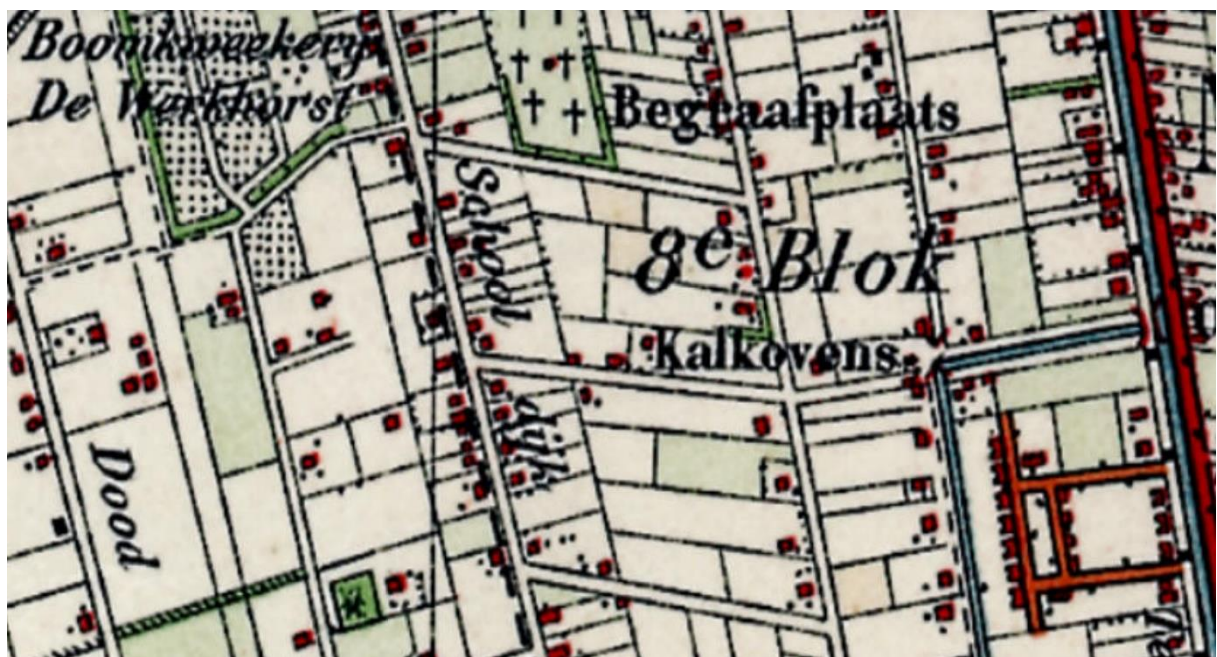 Boomkweekerij
De Werkhorst
Begraafplaats
School
8e Blok
Kalkovens
dijk
Dood